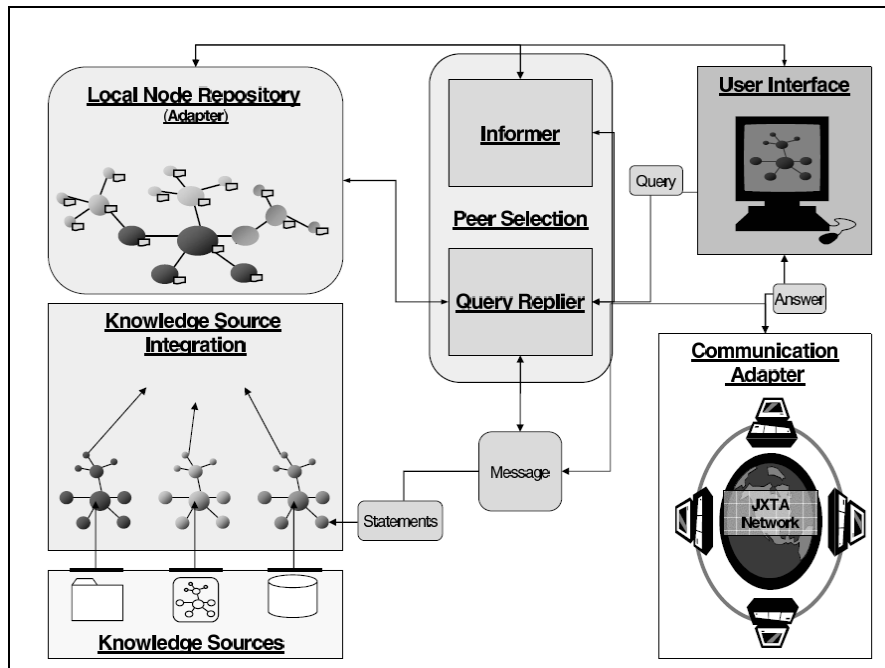 Local Node Repository
(Adapter)
Informer
Peer Selection
Query Replier
User Interface
Query
Answer
Knowledge Source
Integration
Message
Statements
Communication
Adapter
JXTA
Network
Knowledge Sources